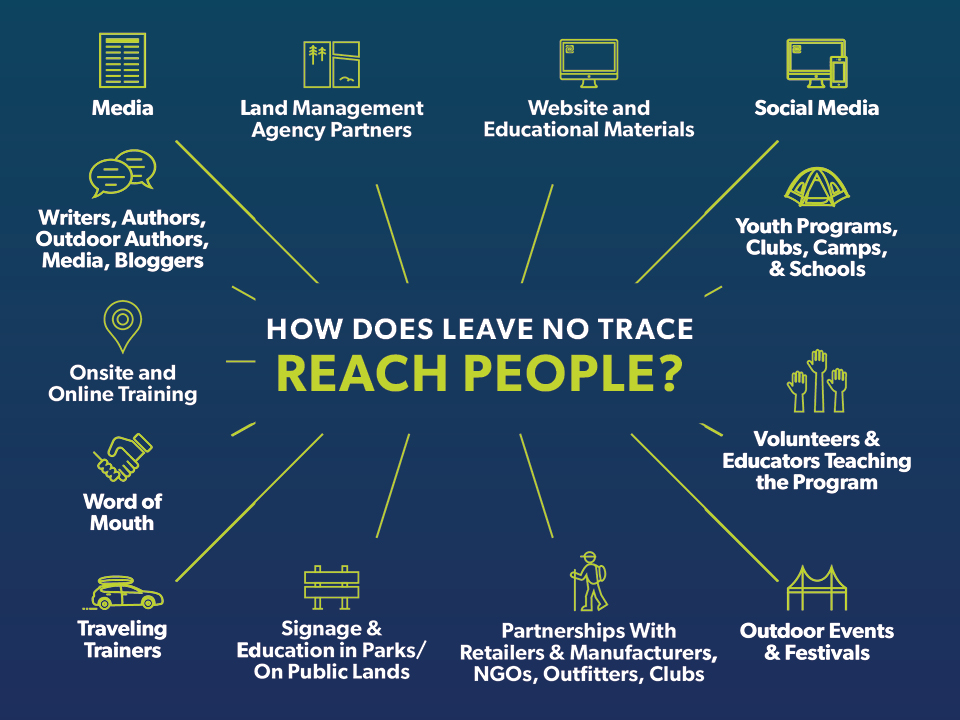 Media
Land Management
Agency Partners
Website and
Educational Materials
Social Media
Writers, Authors,
Outdoor Authors,
Media, Bloggers
Youth Programs,
Clubs, Camps,
& Schools
HOW DOES LEAVE NO TRACE
REACH PEOPLE?
Onsite and
Online Training
Volunteers &
Educators Teaching
the Program
Word of
Mouth
Traveling
Trainers
Signage &
Education in Parks/
On Public Lands
Partnerships With
Retailers & Manufacturers,
NGOs, Outfitters, Clubs
Outdoor Events
& Festivals